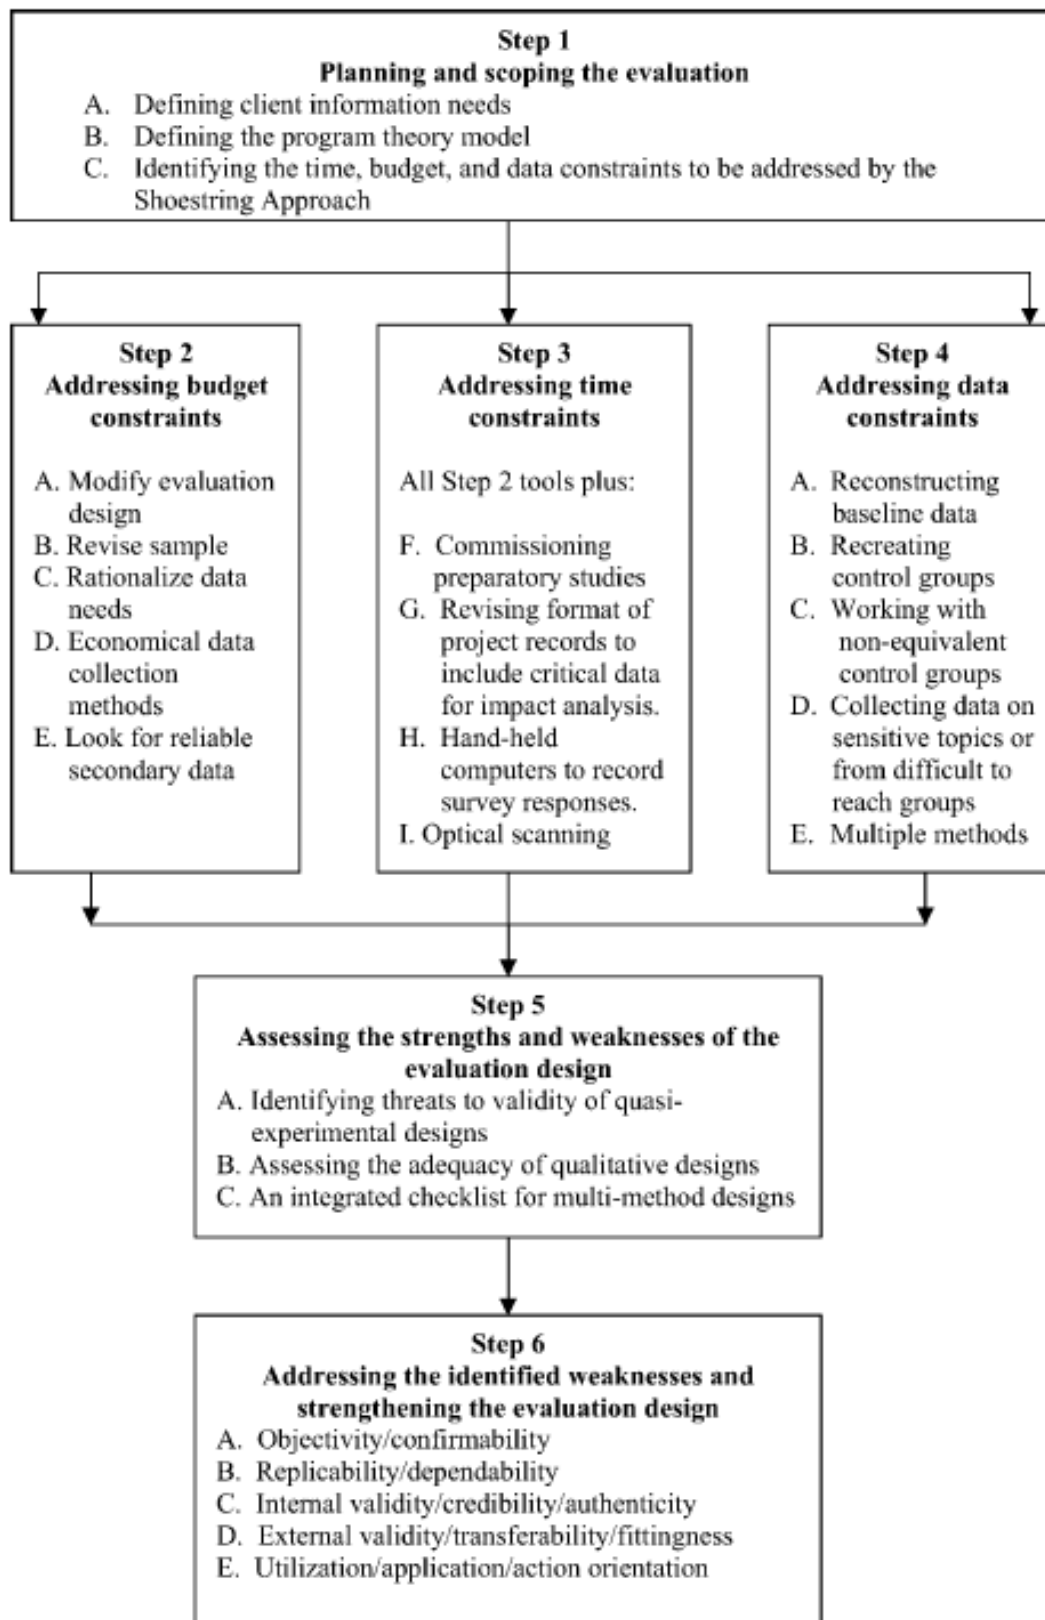 Step 1
Planning and scoping the evaluation
A. Defining client information needs
B. Defining the program theory model
C. Identifying the time, budget, and data constraints to be addressed by the
Shoestring Approach
Step 2
Addressing budget
constraints
A. Modify evaluation
design
B. Revise sample
C. Rationalize data
needs
D. Economical data
collection
methods
E. Look for reliable
secondary data
Step 3
Addressing time
constraints
All Step 2 tools plus:
F. Commissioning
preparatory studies
G. Revising format of
project records to
include critical data
for impact analysis.
H. Hand-held
computers to record
survey responses.
I. Optical scanning
Step 4
Addressing data
constraints
A. Reconstructing
baseline data
B. Recreating
control groups
C. Working with
non-equivalent
control groups
D. Collecting data on
sensitive topics or
from difficult to
reach groups
E. Multiple methods
Step 5
Assessing the strengths and weaknesses of the
evaluation design
A. Identifying threats to validity of quasi-
experimental designs
B. Assessing the adequacy of qualitative designs
C. An integrated checklist for multi-method designs
Step 6
Addressing the identified weaknesses and
strengthening the evaluation design
A. Objectivity/confirmability
B. Replicability/dependability
C. Internal validity/credibility/authenticity
D. External validity/transferability/fittingness
E. Utilization/application/action orientation